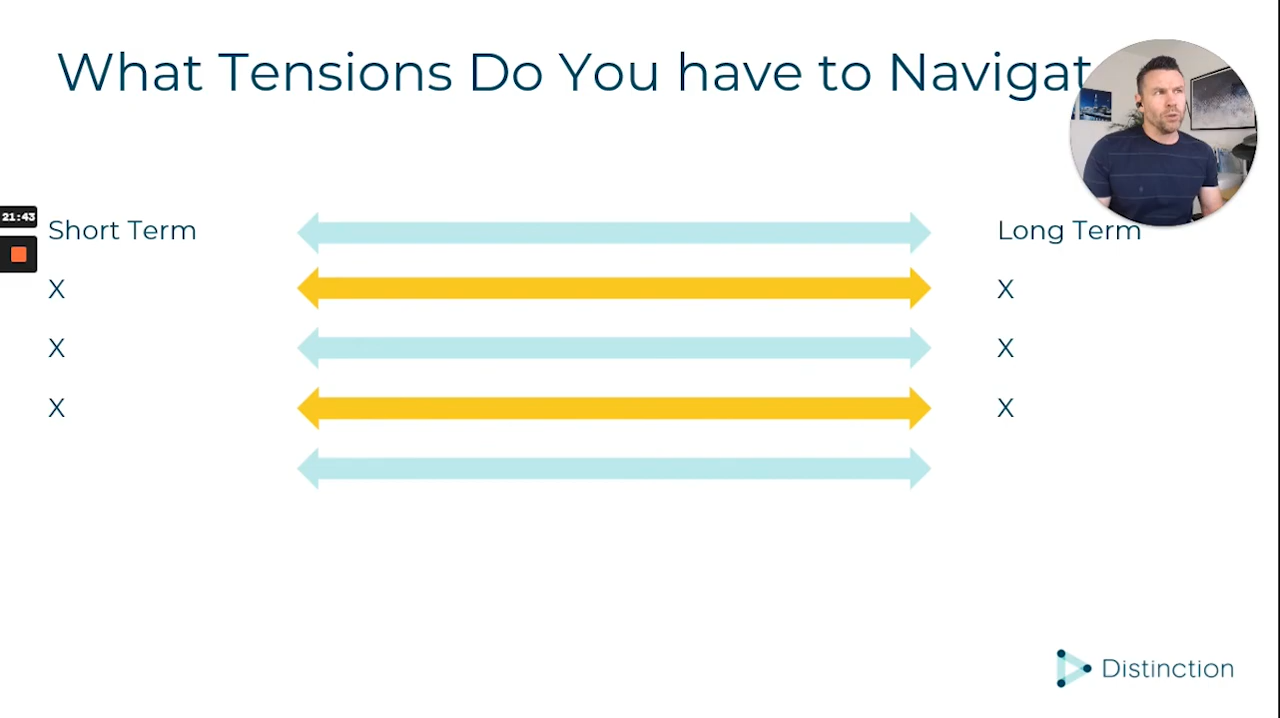 What Tensions Do You have to Navigat
21:43
Short Term
Long Term
X
X
X
X
X
X
Distinction